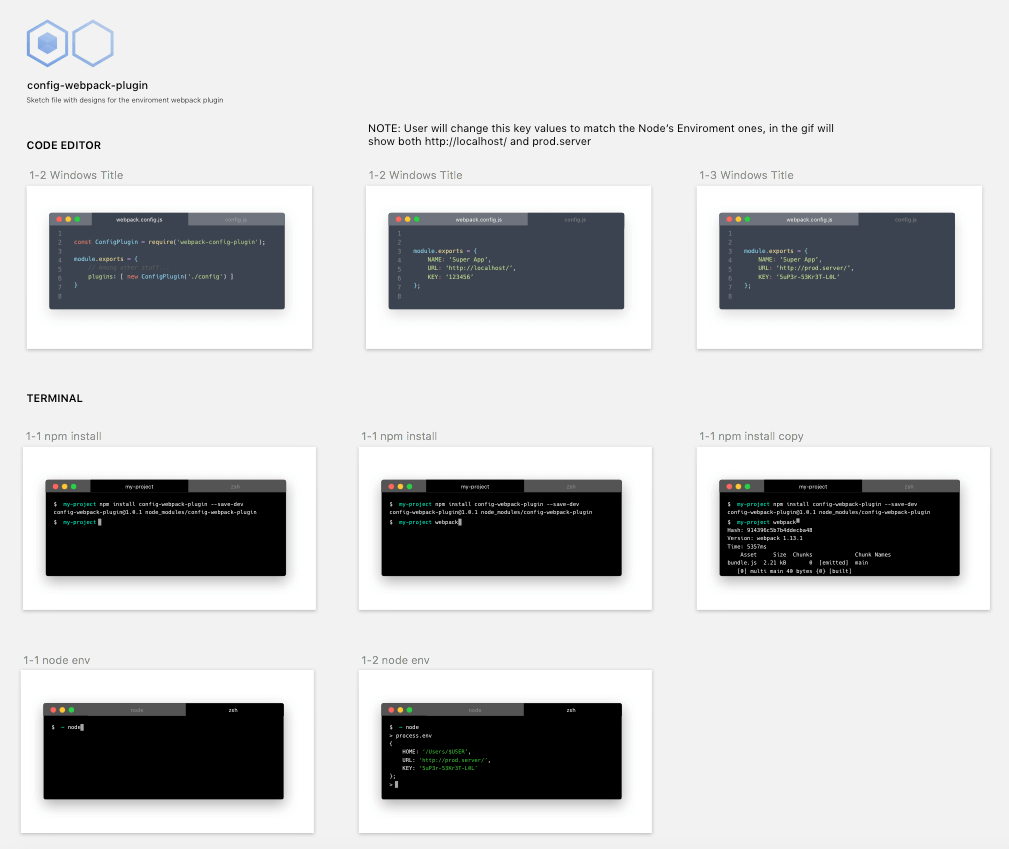 config-webpack-plugin
Sketch file with designs for the enviroment webpack plugin
NOTE: User will change this key values to match the Node's Enviroment ones, in the gif will
show both http://localhost/ and prod.server
CODE EDITOR
1-2 Windows Title
webpack.config.js
config.js
1
2 const ConfigPlugin = require('webpack-config-plugin');
3
4 module.exports = {
5
6 plugins: [ new ConfigPlugin('./config') ]
7 }
8
1-2 Windows Title
webpack.config.js
config.js
1
2
3 module.exports = {
4 NAME: 'Super App',
5 URL: 'http://localhost/',
6 KEY: '123456'
7 };
8
1-3 Windows Title
webpack.config.js
config.js
1
2
3 module.exports = {
4 NAME: 'Super App',
5 URL: 'http://prod.server/',
6 KEY: '5uP3r-53Kr3T-L0L'
7 };
8
TERMINAL
1-1 npm install
my-project
zsh
$ my-project npm install config-webpack-plugin --save-dev
config-webpack-plugin@1.0.1 node_modules/config-webpack-plugin
$ my-project
1-1 npm install
my-project
zsh
$ my-project npm install config-webpack-plugin --save-dev
config-webpack-plugin@1.0.1 node_modules/config-webpack-plugin
$ my-project webpack
1-1 npm install copy
my-project
zsh
$ my-project npm install config-webpack-plugin --save-dev
config-webpack-plugin@1.0.1 node_modules/config-webpack-plugin
$ my-project webpack
Hash: 914396c5b7b4ddecba48
Version: webpack 1.13.1
Time: 5357ms
Asset Size Chunks Chunk Names
bundle.js 2.21 kB 0 [emitted] main
[0] multi main 40 bytes {0} [built]
1-1 node env
node
zsh
$ ~ node
1-2 node env
node
zsh
$ ~ node
> process.env
{
HOME: '/Users/$USER',
URL: 'http://prod.server/',
KEY: '5uP3r-53Kr3T-L0L'
};
>